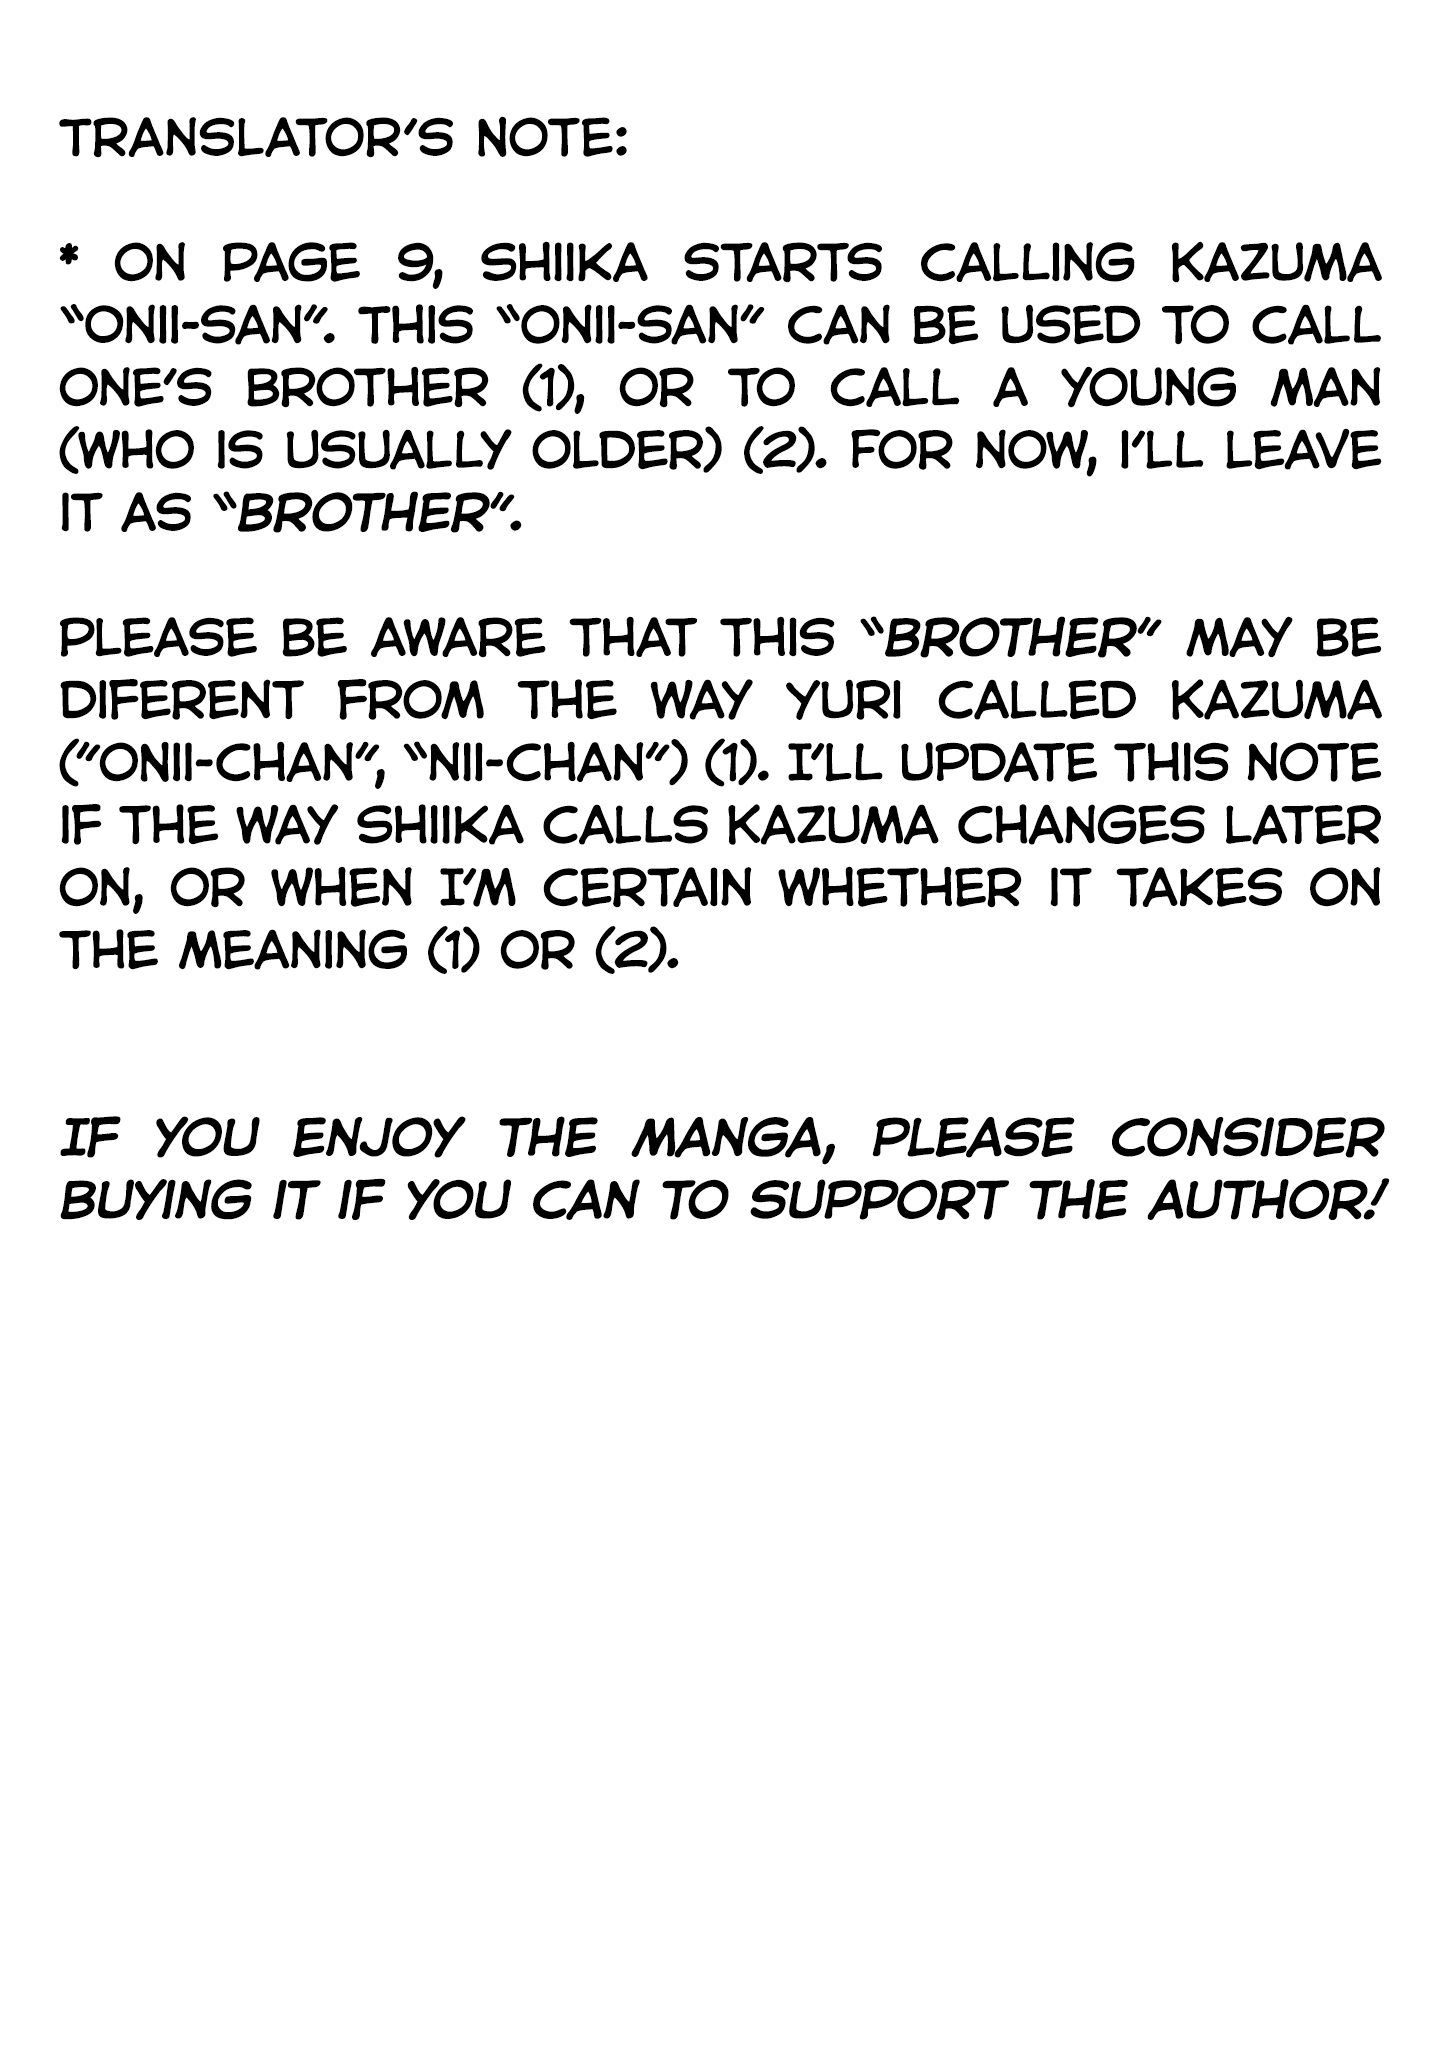 TRANSLATOR'S NOTE:
* ON PAGE 9, SHIIKA STARTS CALLING KAZUMA
"ONII-SAN". THIS "ONII-SAN" CAN BE USED TO CALL
ONE'S BROTHER (1), OR TO CALL A YOUNG MAN
(WHO IS USUALLY OLDER) (2). FOR NOW, I'LL LEAVE
IT AS "BROTHER".
PLEASE BE AWARE THAT THIS "BROTHER" MAY BE
DIFERENT FROM THE WAY YURI CALLED KAZUMA
("ONII-CHAN", "NII-CHAN") (1). I'LL UPDATE THIS NOTE
IF THE WAY SHIIKA CALLS KAZUMA CHANGES LATER
ON, OR WHEN I'M CERTAIN WHETHER IT TAKES ON
THE MEANING (1) OR (2).
IF YOU ENJOY THE MANGA, PLEASE CONSIDER
BUYING IT IF YOU CAN TO SUPPORT THE AUTHOR!